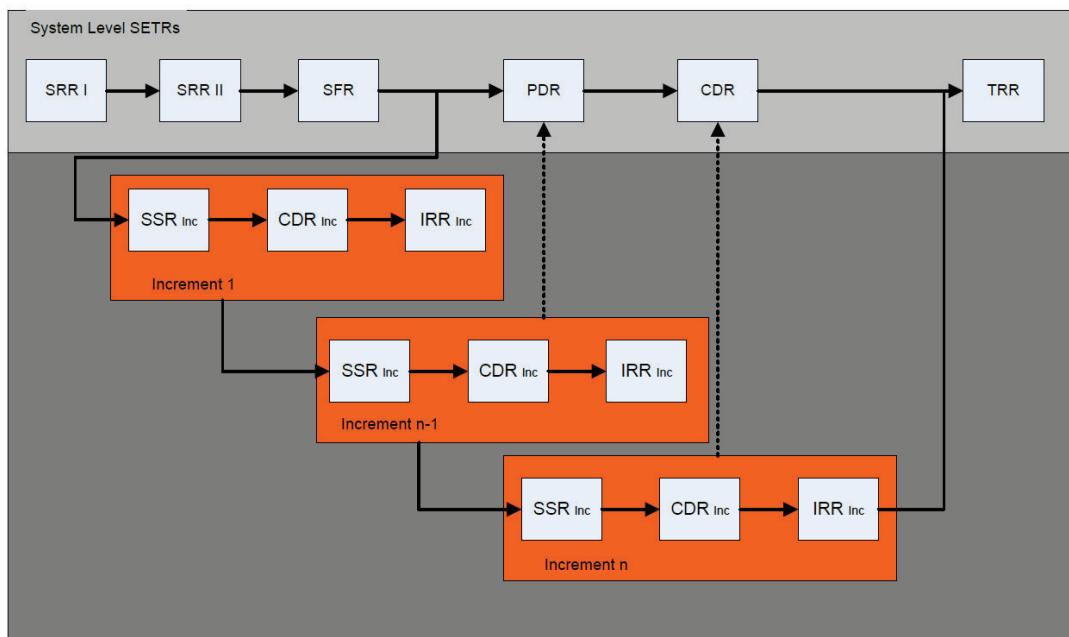 System Level SETRs
SRR I
SRR II
SFR
PDR
CDR
TRR
SSR Inc
CDR Inc
IRR Inc
Increment 1
SSR Inc
CDR Inc
IRR Inc
Increment n-1
SSR Inc
CDR Inc
IRR Inc
Increment n